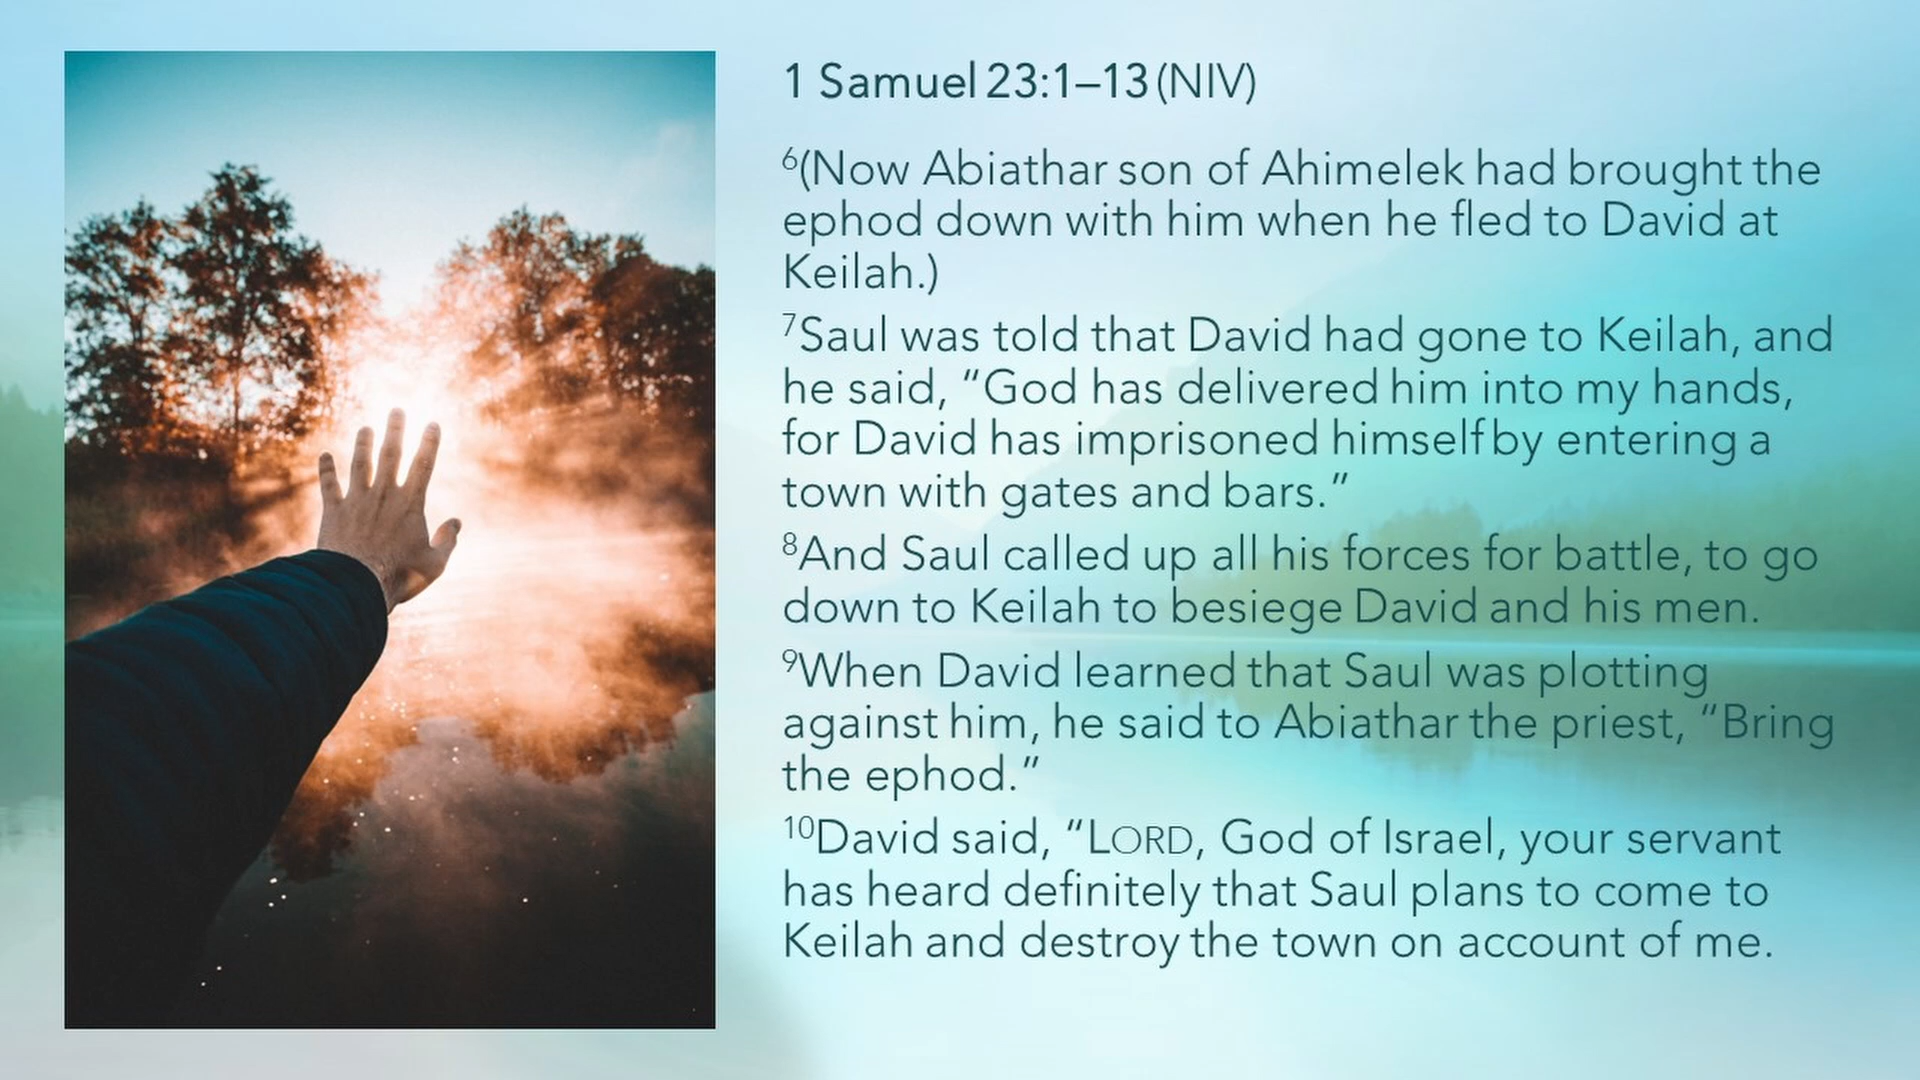 1 Samuel 23:1–13 (NIV)
⁶(Now Abiathar son of Ahimelek had brought the
ephod down with him when he fled to David at
Keilah.)
⁷Saul was told that David had gone to Keilah, and
he said, “God has delivered him into my hands,
for David has imprisoned himself by entering a
town with gates and bars.”
⁸And Saul called up all his forces for battle, to go
down to Keilah to besiege David and his men.
⁹When David learned that Saul was plotting
against him, he said to Abiathar the priest, “Bring
the ephod.”
¹⁰David said, “LORD, God of Israel, your servant
has heard definitely that Saul plans to come to
Keilah and destroy the town on account of me.